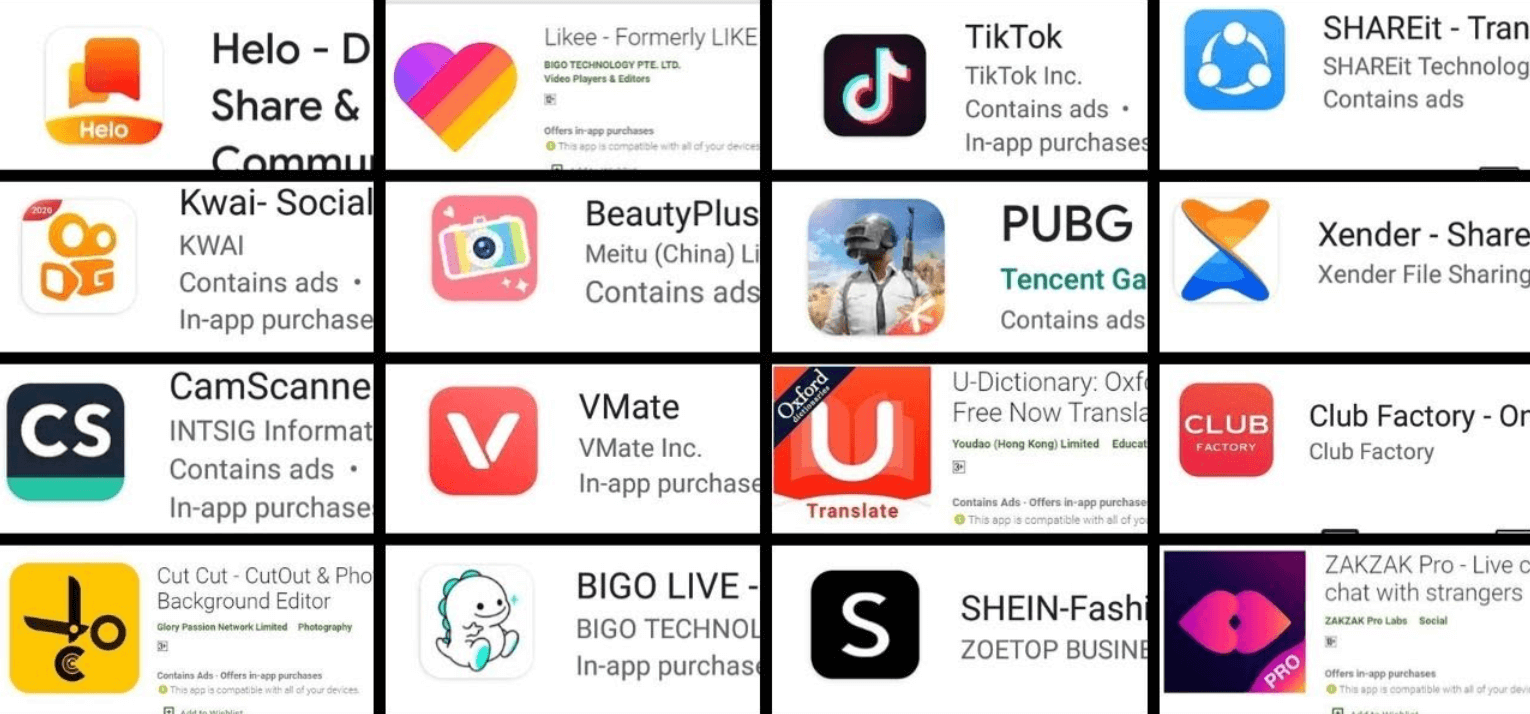 Helo
Helo - D
Share &
Commu
Likee - Formerly LIKE
BIGO TECHNOLOGY PTE. LTD.
Video Players & Editors
Offers in-app purchases
This app is compatible with all of your devices
TikTok
TikTok Inc.
Contains ads •
In-app purchases
SHAREit - Tran
SHAREit Technolog
Contains ads
2020
Kwai- Social
KWAI
Contains ads •
In-app purchase
BeautyPlus
Meitu (China) Li
Contains ads
PUBG
Tencent Ga
Contains ads
Xender - Share
Xender File Sharing
CS
CamScanne
INTSIG Informat
Contains ads •
In-app purchase
VMate
VMate Inc.
In-app purchase
Oxford
dictionaries
U
Translate
U-Dictionary: Oxfo
Free Now Transla
Youdao (Hong Kong) Limited Educat
3+
Contains Ads · Offers in-app purchase
This app is compatible with all of yo
CLUB
FACTORY
Club Factory - On
Club Factory
Cut Cut - CutOut & Pho
Background Editor
Glory Passion Network Limited Photography
3+
Contains Ads · Offers in-app purchases
This app is compatible with all of your devices.
Add to Wishlist
BIGO LIVE -
BIGO TECHNOL
In-app purchase
S
SHEIN-Fashi
ZOETOP BUSINE
PRO
ZAKZAK Pro - Live c
chat with strangers
ZAKZAK Pro Labs Social
Offers in-app purchases
This app is compatible with all of your devic
Add to Wishlist